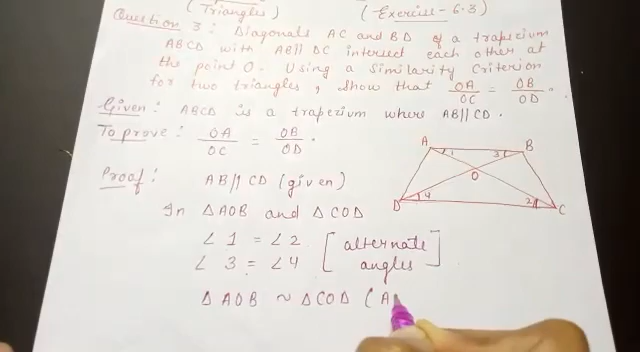 (Triangles) (Exercise-6.3)
Question 3: Diagonals AC and BD of a trapezium
ABCD with AB||DC intersect each other at
the point O. Using a Similarity Criterion
for two triangles, show that OA/OC = OB/OD.
Given: ABCD is a trapezium where AB||CD.
To prove: OA/OC = OB/OD.
Proof: AB||CD (given)
In ΔAOB and ΔCOD
∠1 = ∠2 [alternate
∠3 = ∠4 angles]
ΔAOB ~ ΔCOD (A
A 1 3 B
O
D 4 2 C